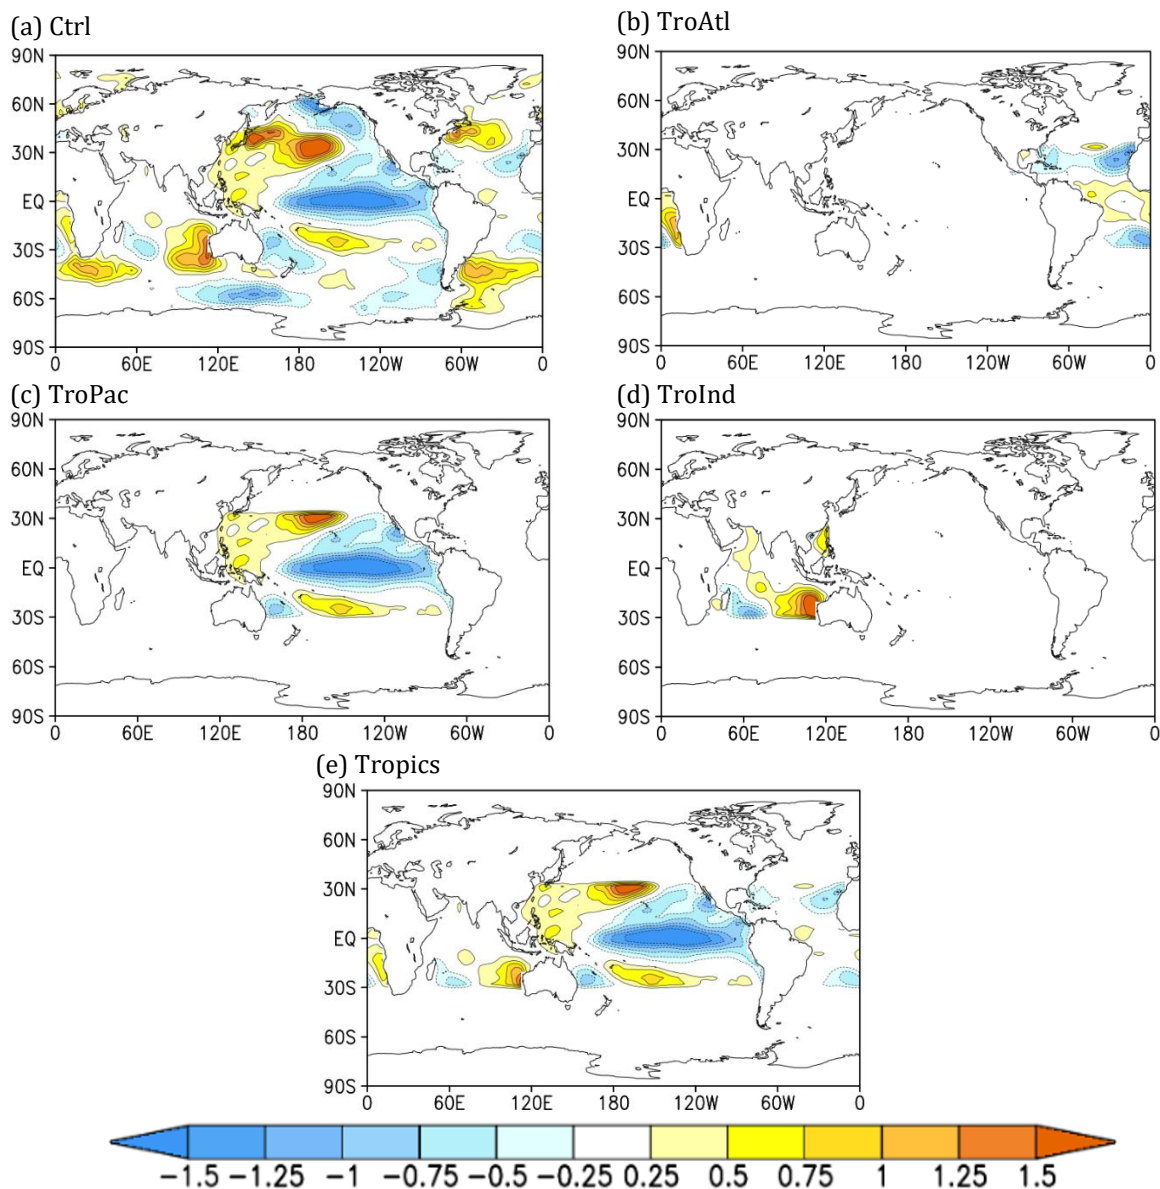 (a) Ctrl
(b) TroAtl
90N
60N
30N
EQ
30S
60S
90S
0 60E 120E 180 120W 60W 0
90N
60N
30N
EQ
30S
60S
90S
0 60E 120E 180 120W 60W 0
(c) TroPac
(d) TroInd
90N
60N
30N
EQ
30S
60S
90S
0 60E 120E 180 120W 60W 0
90N
60N
30N
EQ
30S
60S
90S
0 60E 120E 180 120W 60W 0
(e) Tropics
90N
60N
30N
EQ
30S
60S
90S
0 60E 120E 180 120W 60W 0
−1.5 −1.25 −1 −0.75 −0.5 −0.25 0.25 0.5 0.75 1 1.25 1.5